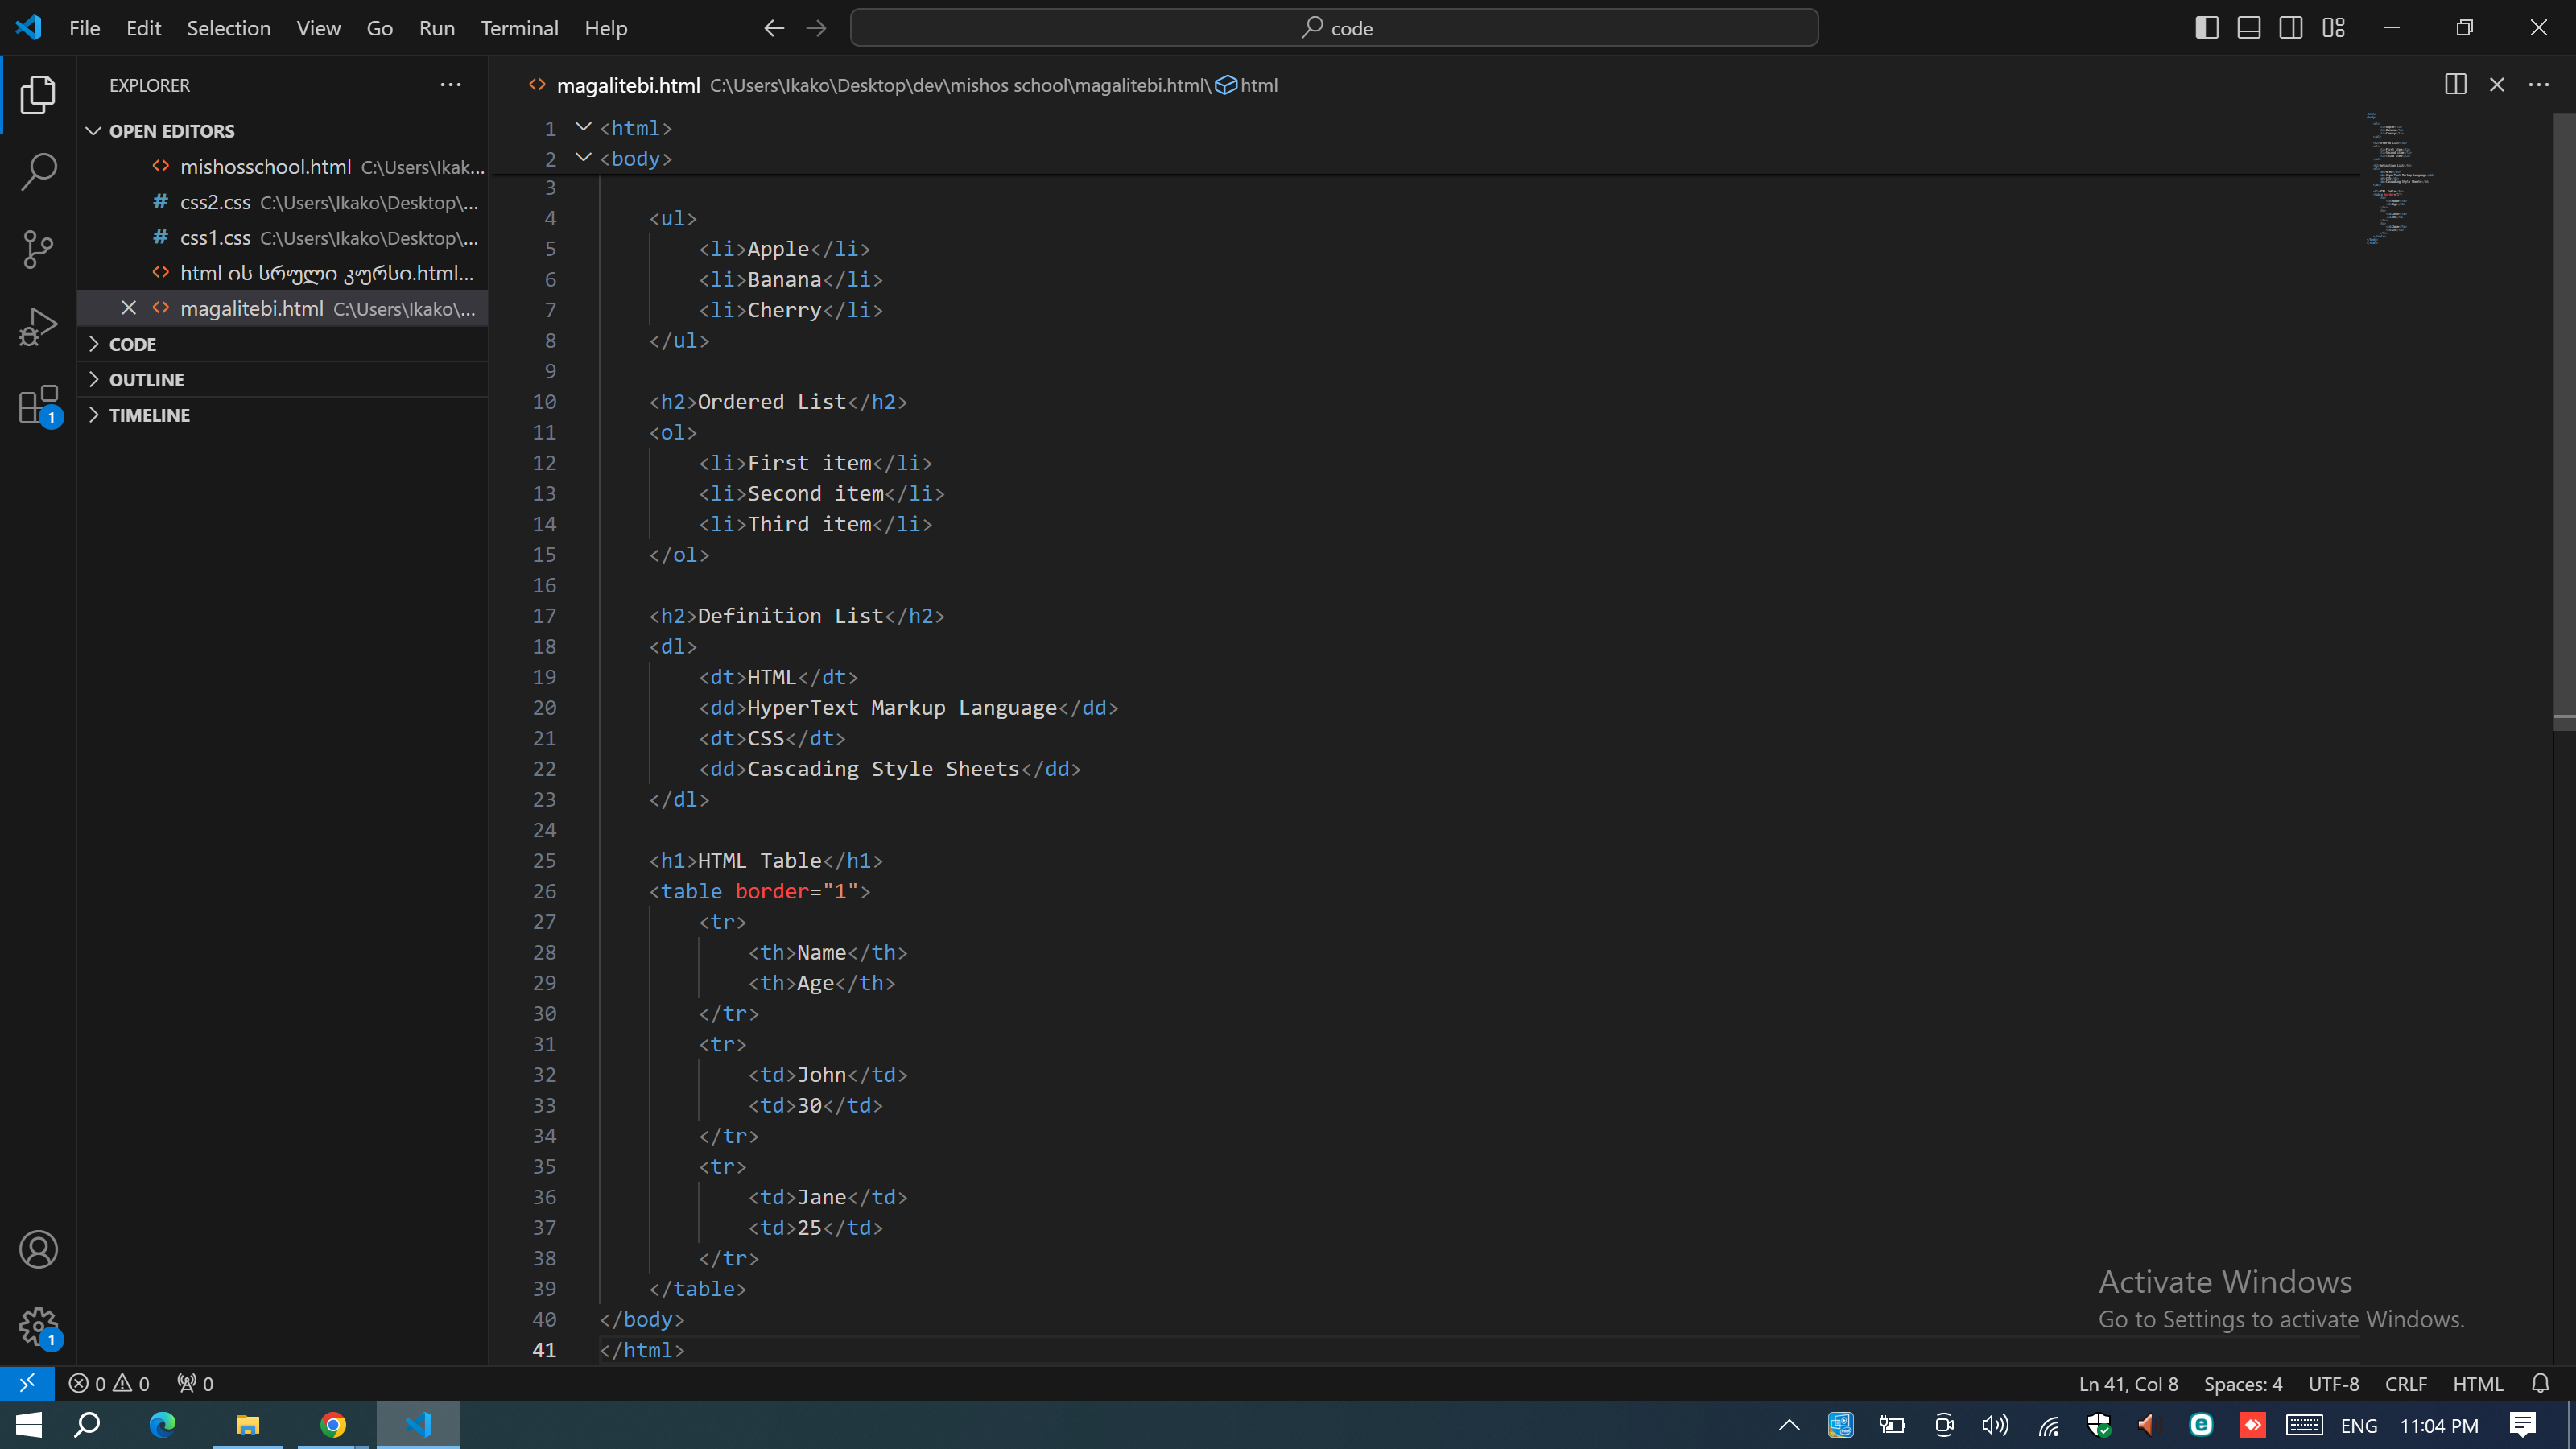 File Edit Selection View Go Run Terminal Help
code
EXPLORER
OPEN EDITORS
mishosschool.html C:\Users\Ikak...
css2.css C:\Users\Ikako\Desktop\...
css1.css C:\Users\Ikako\Desktop\...
html ის სრული კურსი.html...
magalitebi.html C:\Users\Ikako\...
CODE
OUTLINE
TIMELINE
1
1
magalitebi.html C:\Users\Ikako\Desktop\dev\mishos school\magalitebi.html\html
1 <html>
2 <body>
3
4 <ul>
5 <li>Apple</li>
6 <li>Banana</li>
7 <li>Cherry</li>
8 </ul>
9
10 <h2>Ordered List</h2>
11 <ol>
12 <li>First item</li>
13 <li>Second item</li>
14 <li>Third item</li>
15 </ol>
16
17 <h2>Definition List</h2>
18 <dl>
19 <dt>HTML</dt>
20 <dd>HyperText Markup Language</dd>
21 <dt>CSS</dt>
22 <dd>Cascading Style Sheets</dd>
23 </dl>
24
25 <h1>HTML Table</h1>
26 <table border="1">
27 <tr>
28 <th>Name</th>
29 <th>Age</th>
30 </tr>
31 <tr>
32 <td>John</td>
33 <td>30</td>
34 </tr>
35 <tr>
36 <td>Jane</td>
37 <td>25</td>
38 </tr>
39 </table>
40 </body>
41 </html>
Activate Windows
Go to Settings to activate Windows.
0 0 0
Ln 41, Col 8 Spaces: 4 UTF-8 CRLF HTML
ENG 11:04 PM